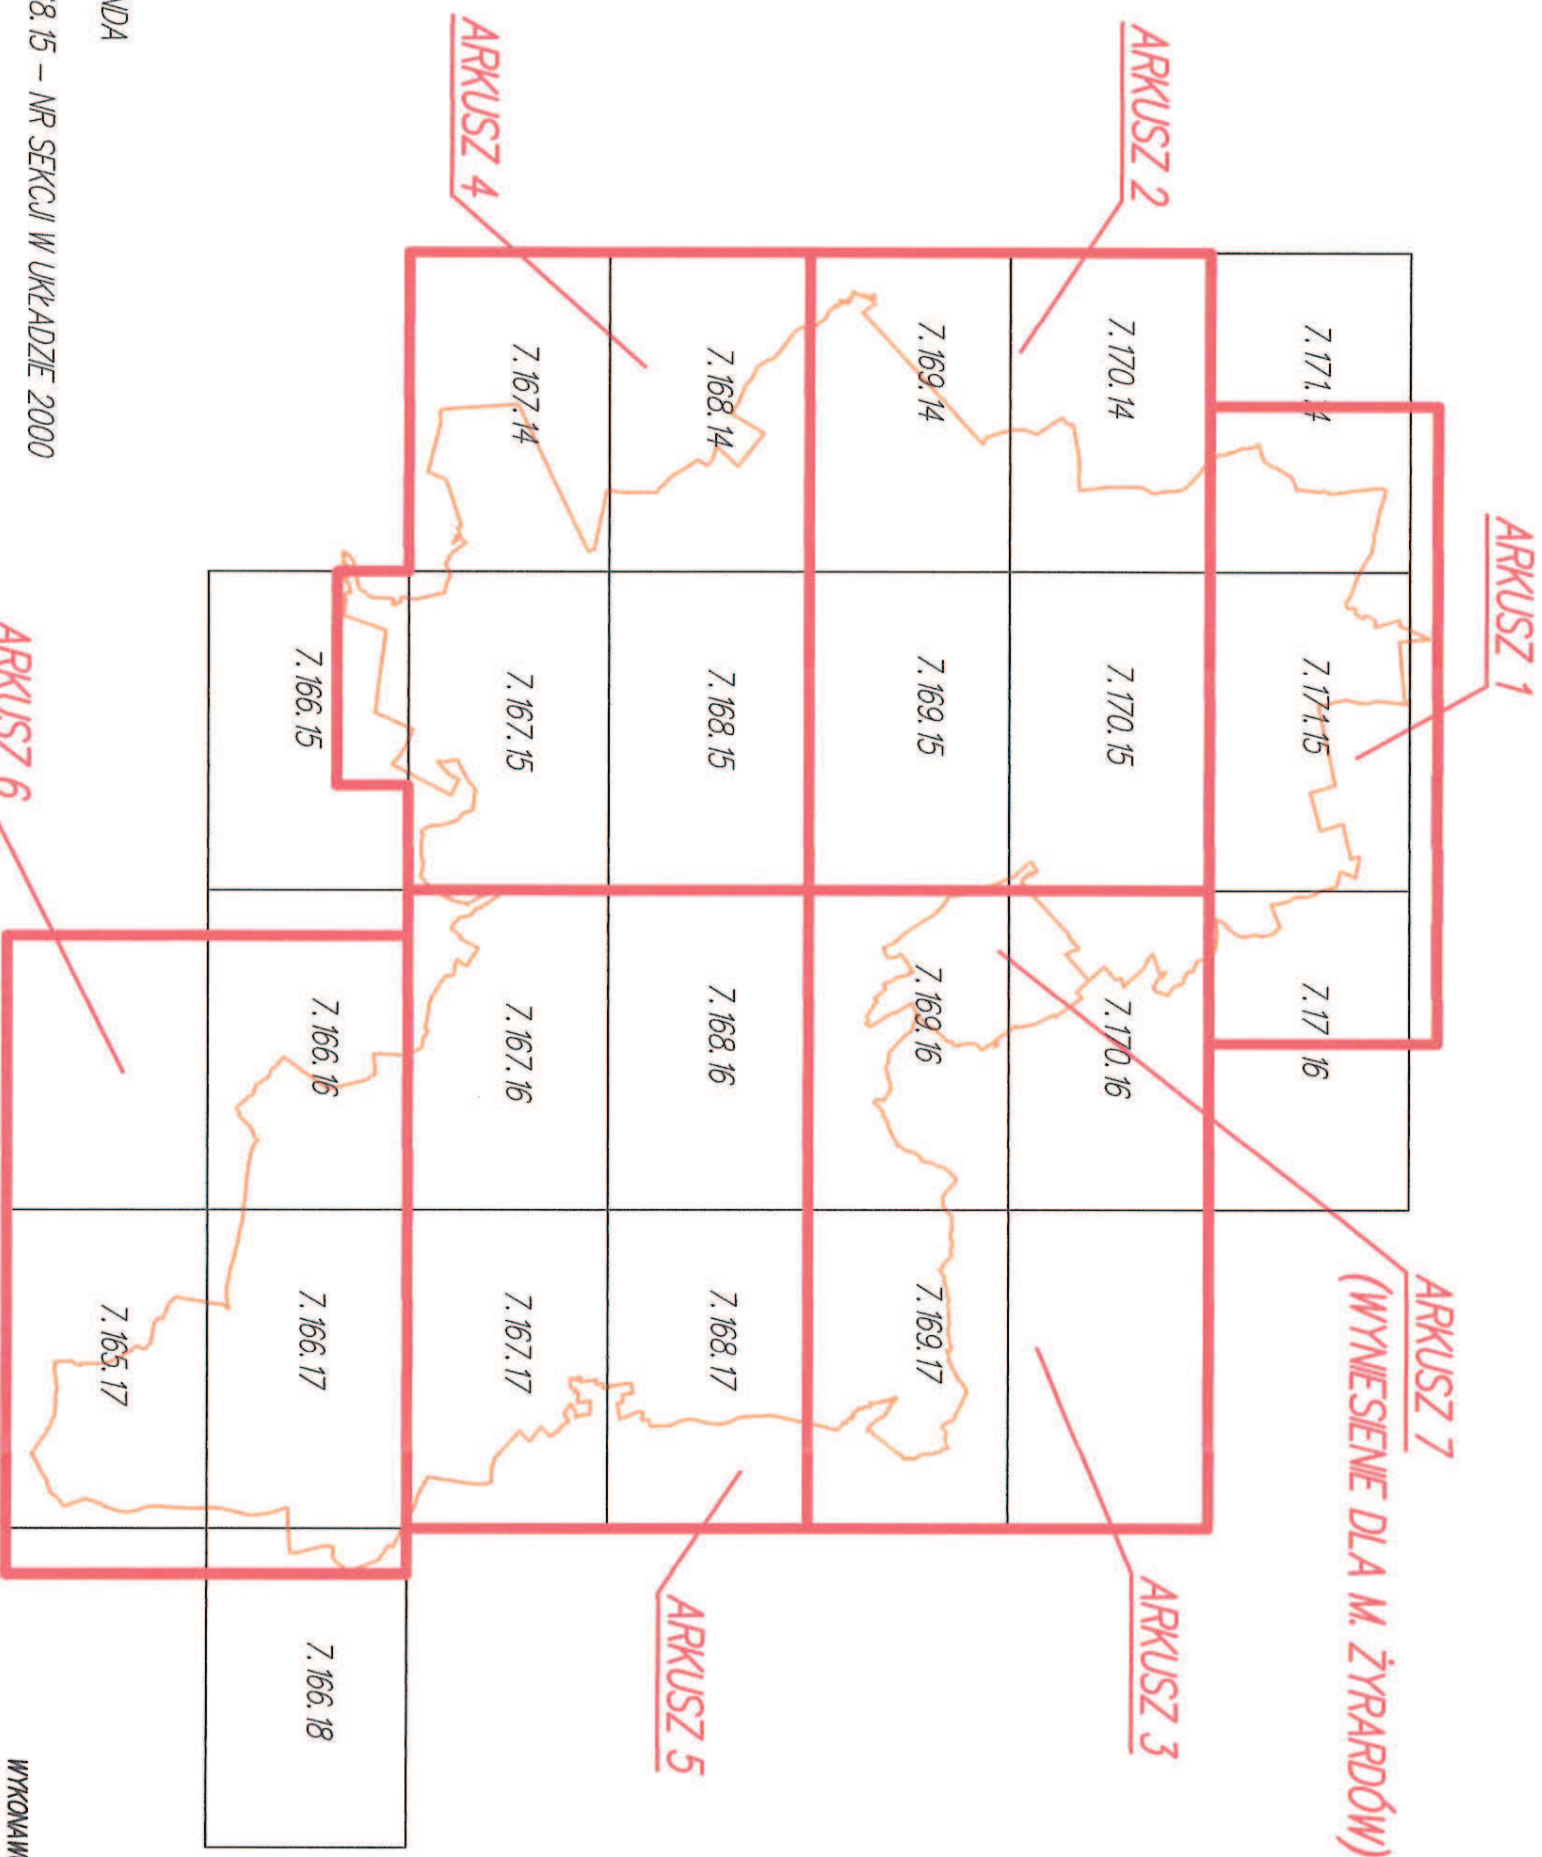 ARKUSZ 1
ARKUSZ 7
(WYNIESIENIE DLA M. ŻYRARDÓW)
7.171.14
7.171.15
7.17 16
ARKUSZ 2
ARKUSZ 3
7.170.14
7.170.15
7.170.16
7.169.14
7.169.15
7.169.16
7.169.17
7.168.14
7.168.15
7.168.16
7.168.17
ARKUSZ 5
ARKUSZ 4
7.167.14
7.167.15
7.167.16
7.167.17
7.166.15
7.166.16
7.166.17
7.166.18
7.165.17
NDA
8.15 – NR SEKCJI W UKŁADZIE 2000
ARKUSZ 6
WYKONAW